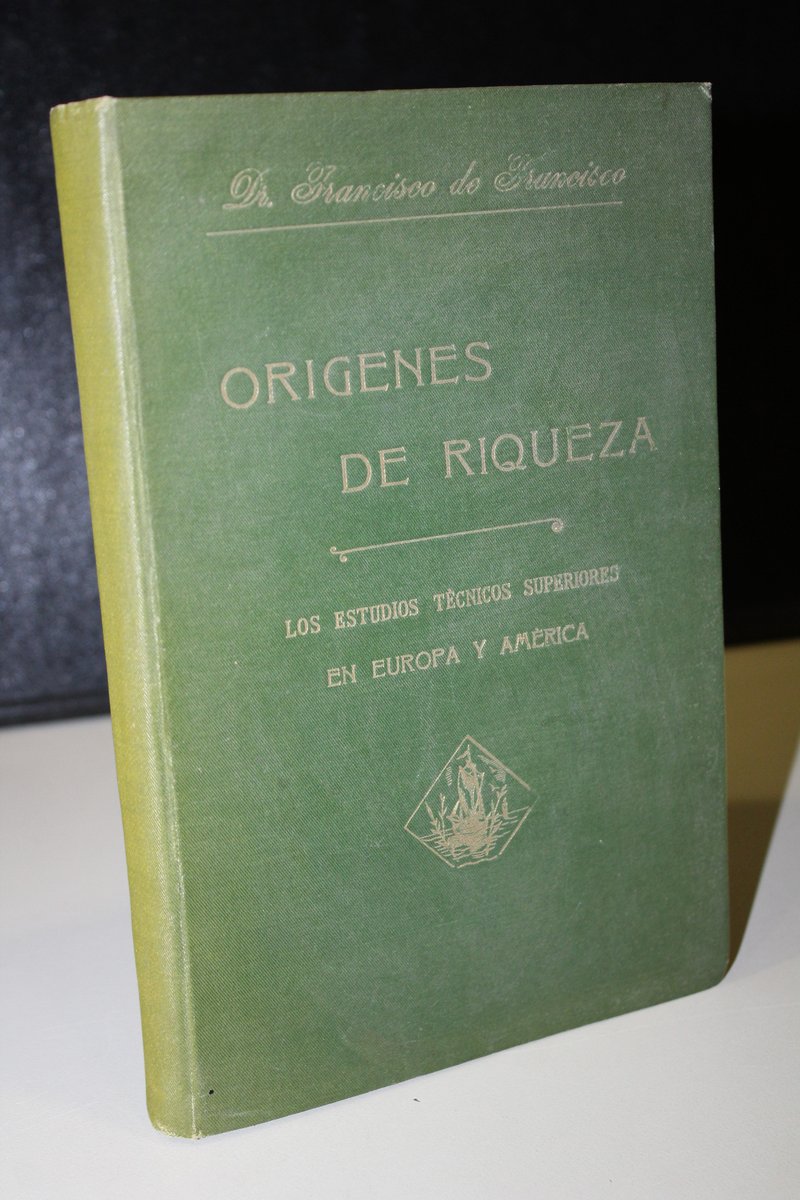 Dr. Francisco de Francisco
ORIGENES
DE RIQUEZA
LOS ESTUDIOS TÉCNICOS SUPERIORES
EN EUROPA Y AMÉRICA